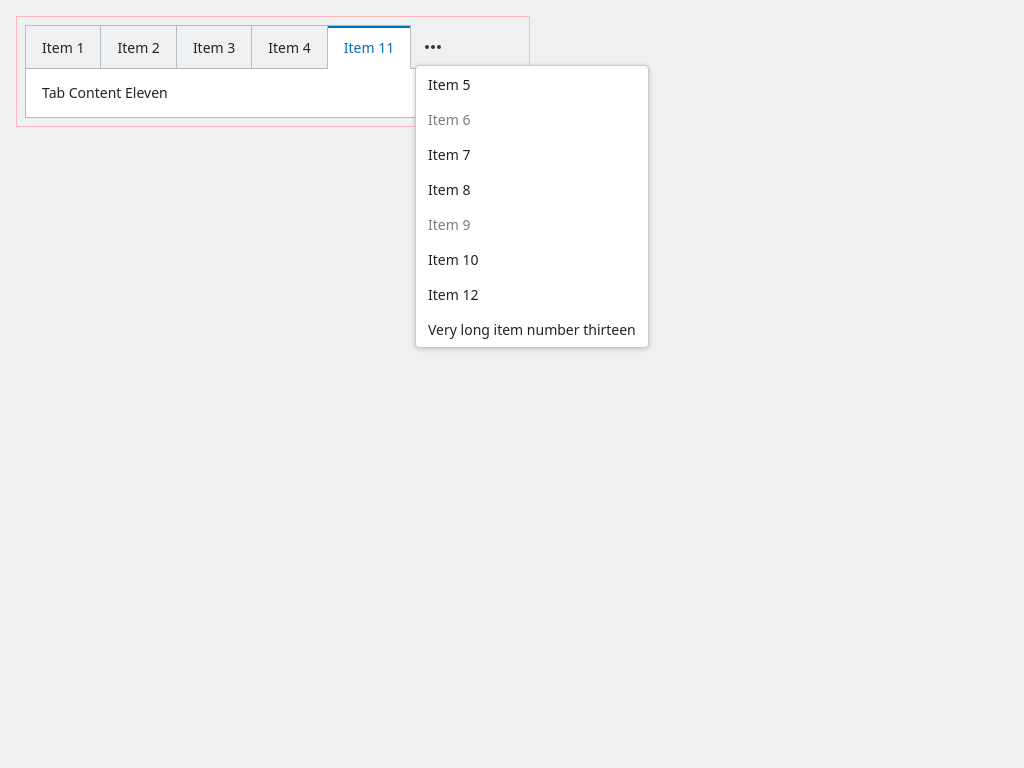 Item 1 Item 2 Item 3 Item 4 Item 11 •••
Tab Content Eleven
Item 5
Item 6
Item 7
Item 8
Item 9
Item 10
Item 12
Very long item number thirteen